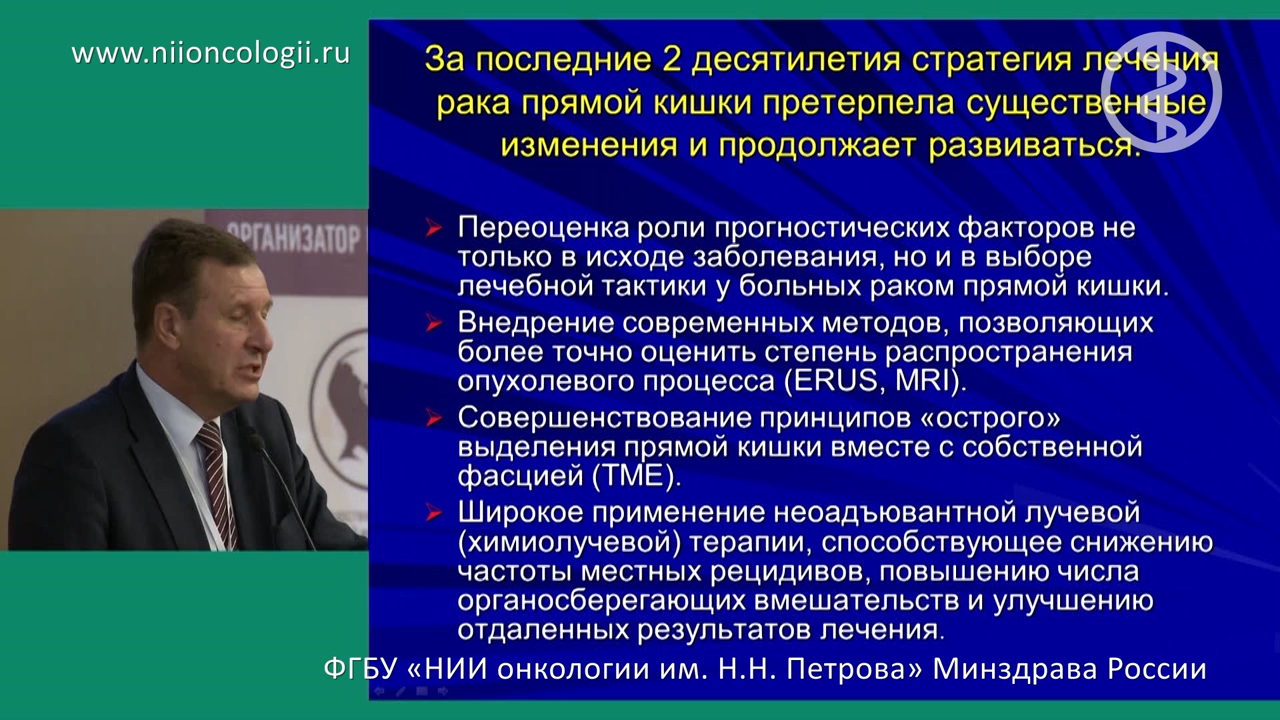 www.niioncologii.ru
За последние 2 десятилетия стратегия лечения
рака прямой кишки претерпела существенные
изменения и продолжает развиваться.
ОРГАНИЗАТОР
Переоценка роли прогностических факторов не
только в исходе заболевания, но и в выборе
лечебной тактики у больных раком прямой кишки.
Внедрение современных методов, позволяющих
более точно оценить степень распространения
опухолевого процесса (ERUS, MRI).
Совершенствование принципов «острого»
выделения прямой кишки вместе с собственной
фасцией (TME).
Широкое применение неоадъювантной лучевой
(химиолучевой) терапии, способствующее снижению
частоты местных рецидивов, повышению числа
органосберегающих вмешательств и улучшению
отдаленных результатов лечения.
ФГБУ «НИИ онкологии им. Н.Н. Петрова» Минздрава России